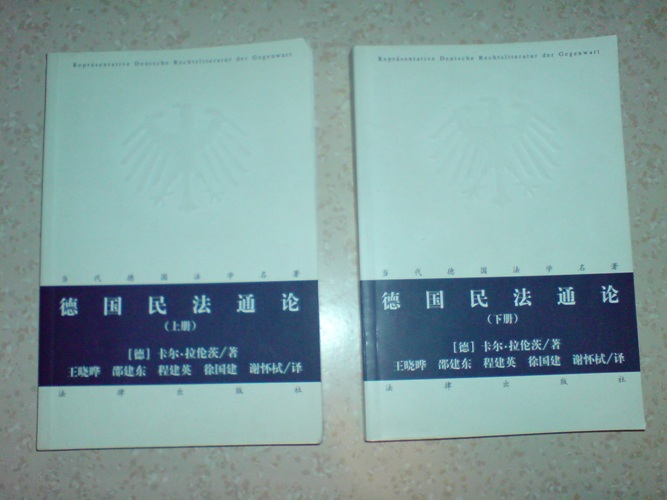 Repräsentative Deutsche Rechtsliteratur der Gegenwart
当代德国法学名著
德国民法通论
（上册）
［德］卡尔·拉伦茨/著
王晓晔 邵建东 程建英 徐国建 谢怀栻/译
法律出版社
Repräsentative Deutsche Rechtsliteratur der Gegenwart
当代德国法学名著
德国民法通论
（下册）
［德］卡尔·拉伦茨/著
王晓晔 邵建东 程建英 徐国建 谢怀栻/译
法律出版社